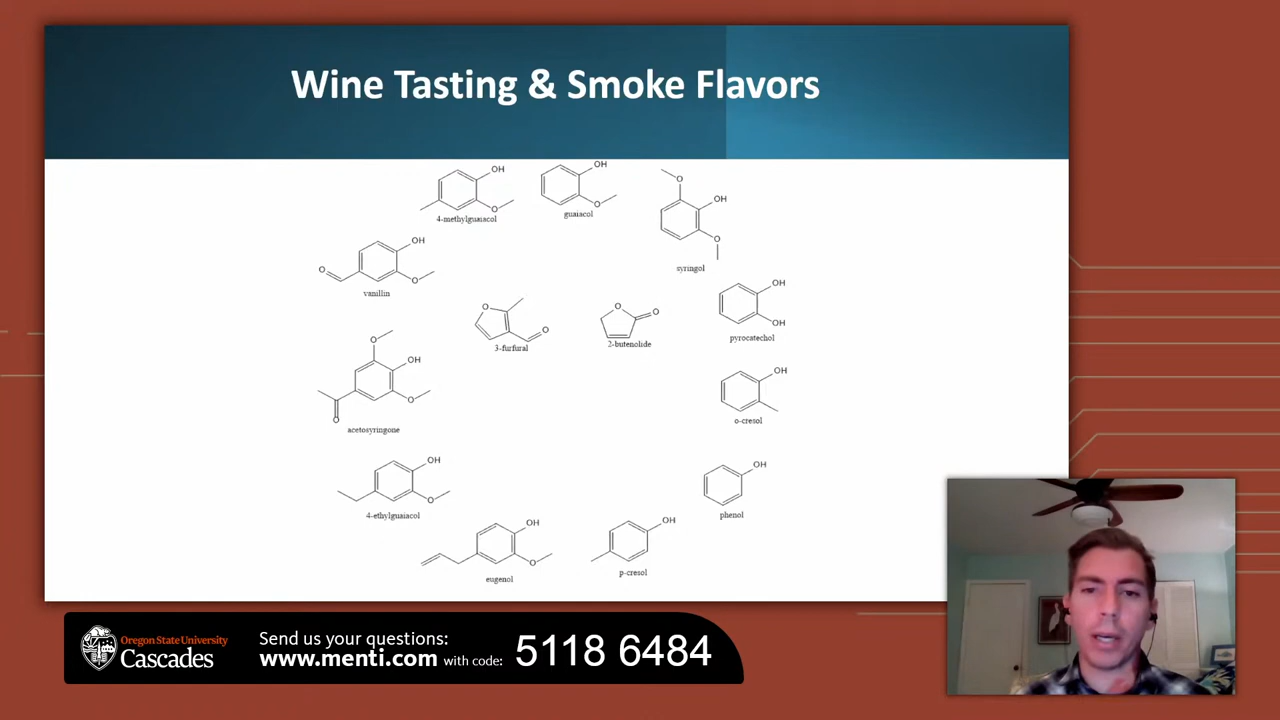 Wine Tasting & Smoke Flavors
OH
O
4-methylguaiacol
OH
O
guaiacol
O
OH
O
syringol
OH
O
O
vanillin
O
O
3-furfural
O
O
2-butenolide
OH
OH
pyrocatechol
O
OH
O
O
acetosyringone
OH
o-cresol
OH
O
4-ethylguaiacol
OH
phenol
OH
O
eugenol
OH
p-cresol
Oregon State University
Cascades
Send us your questions:
www.menti.com with code:
5118 6484